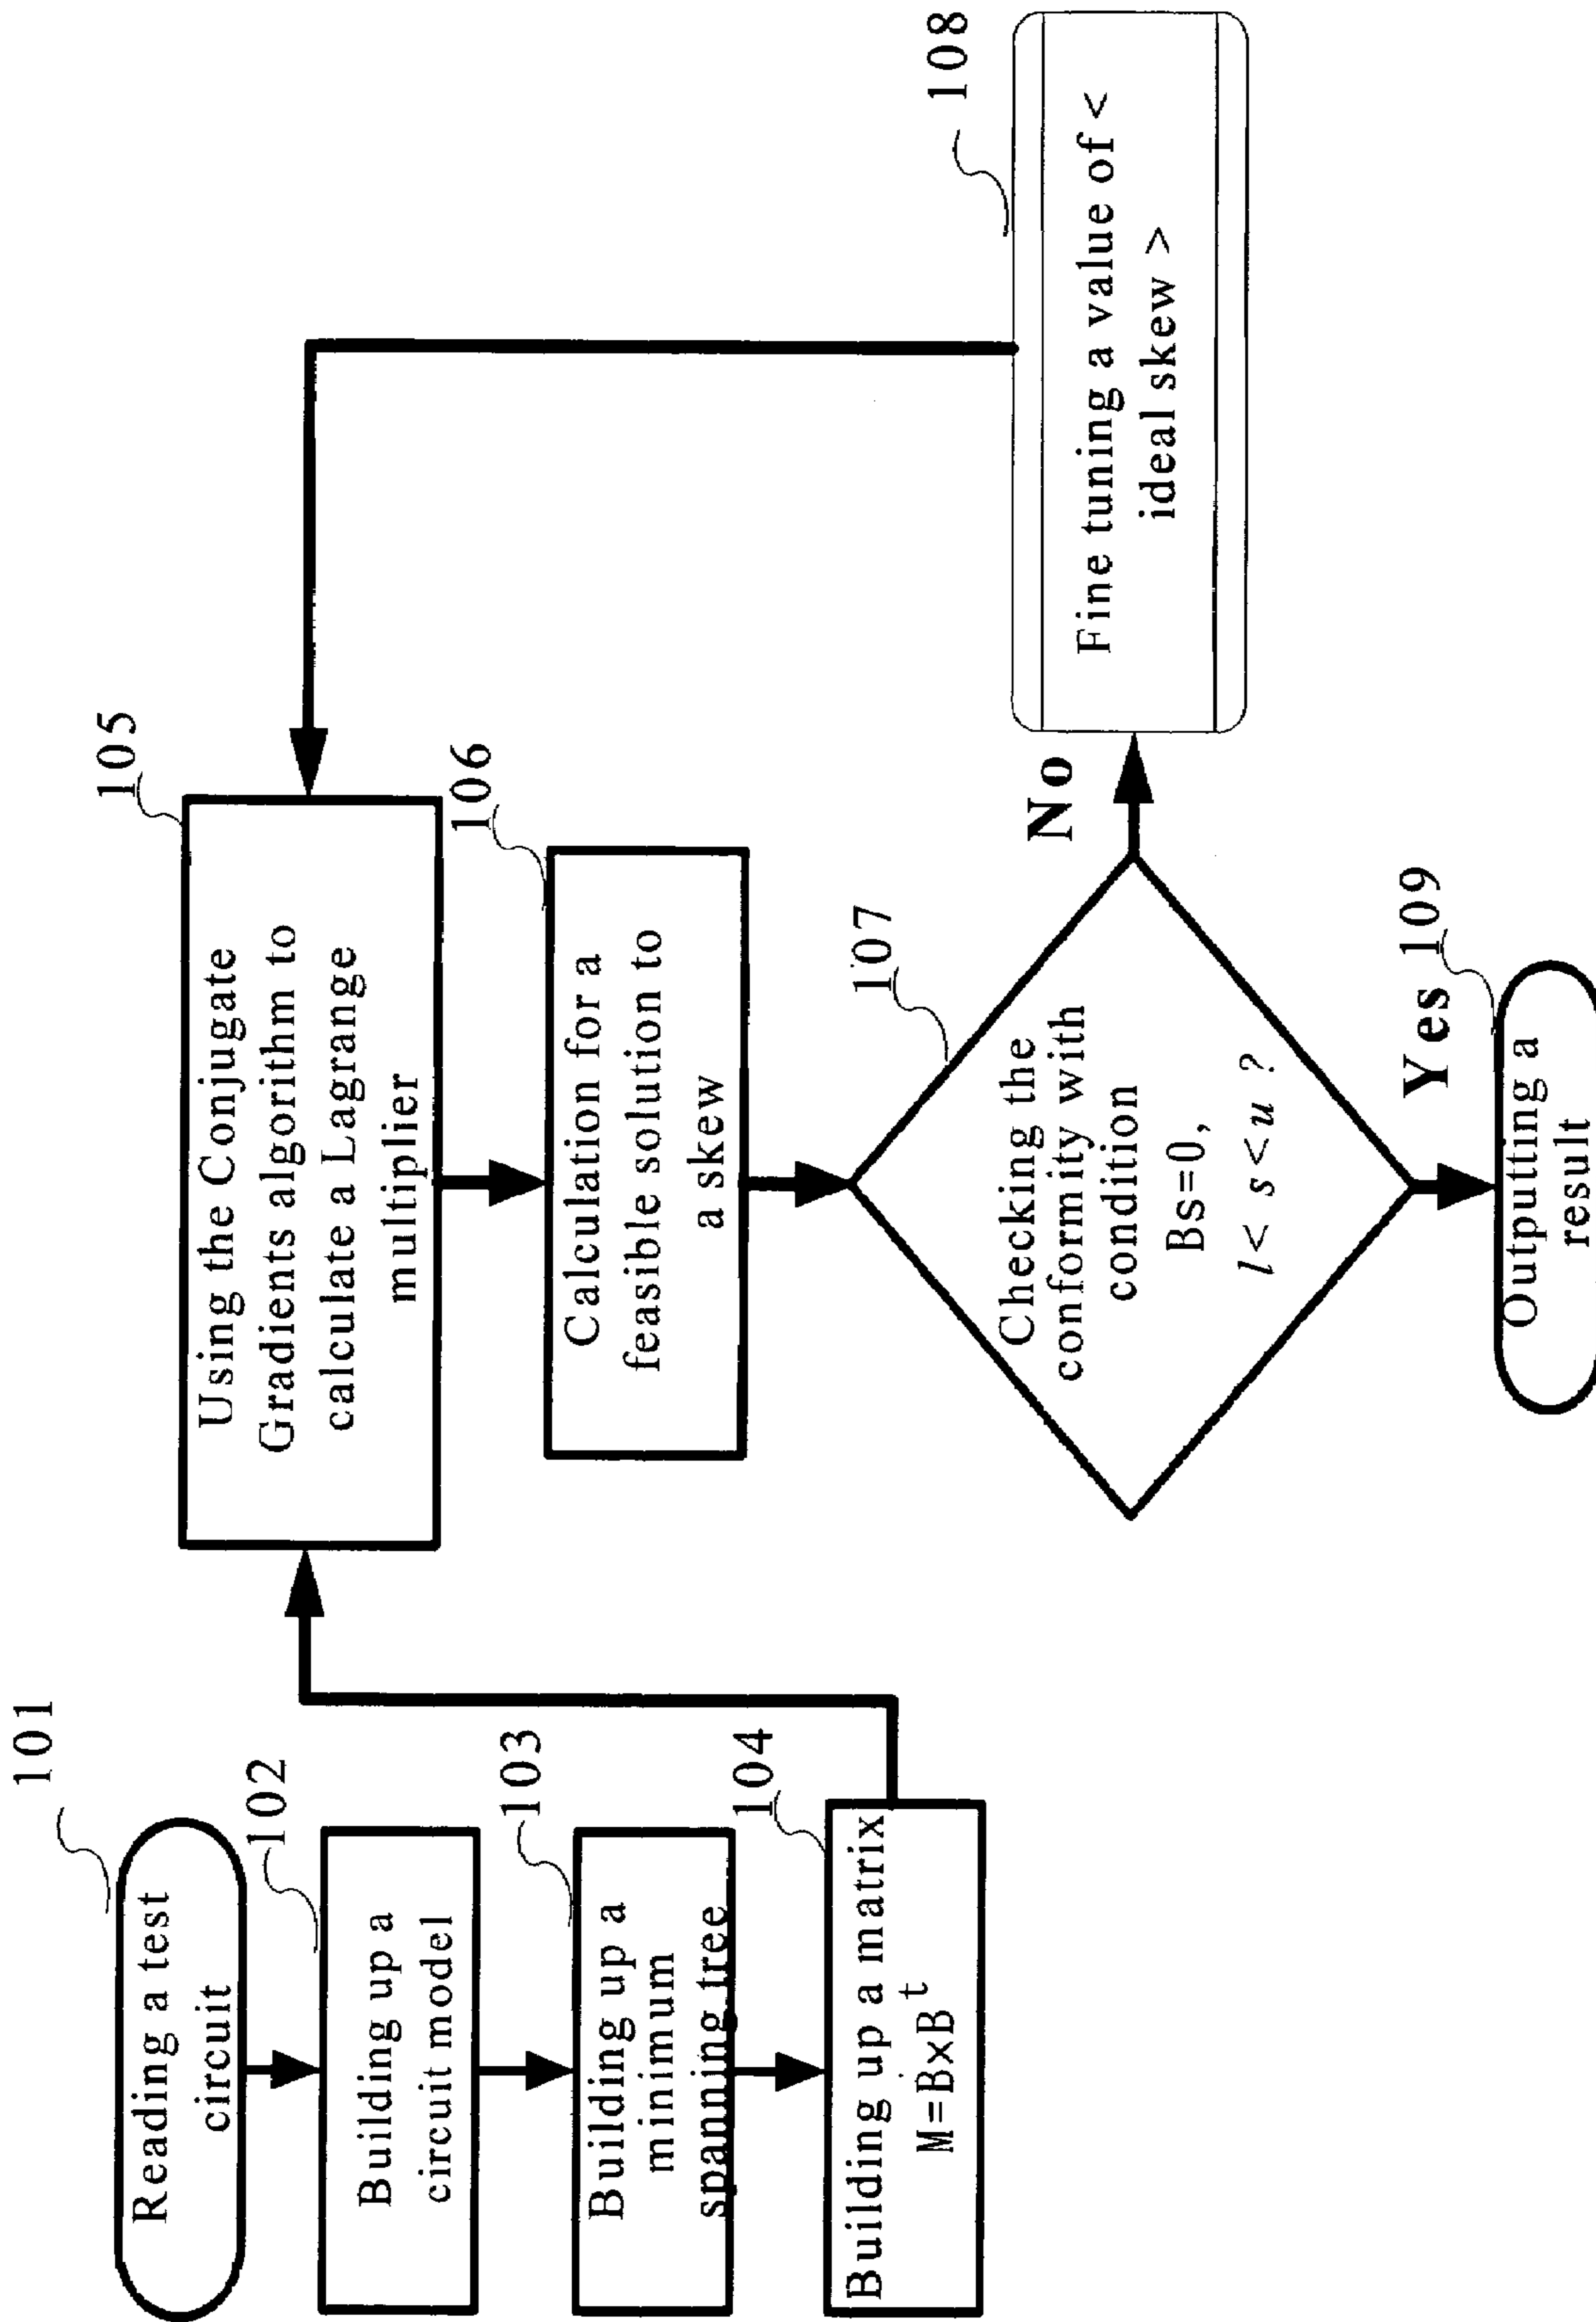 101
Reading a test
circuit
102
Building up a
circuit model
103
Building up a
minimum
spanning tree
104
Building up a matrix
M=B×Bᵗ
105
Using the Conjugate
Gradients algorithm to
calculate a Lagrange
multiplier
106
Calculation for a
feasible solution to
a skew
107
Checking the
conformity with
condition
Bs=0,
l< s<u ?
No
108
Fine tuning a value of <
ideal skew >
Yes
109
Outputting a
result